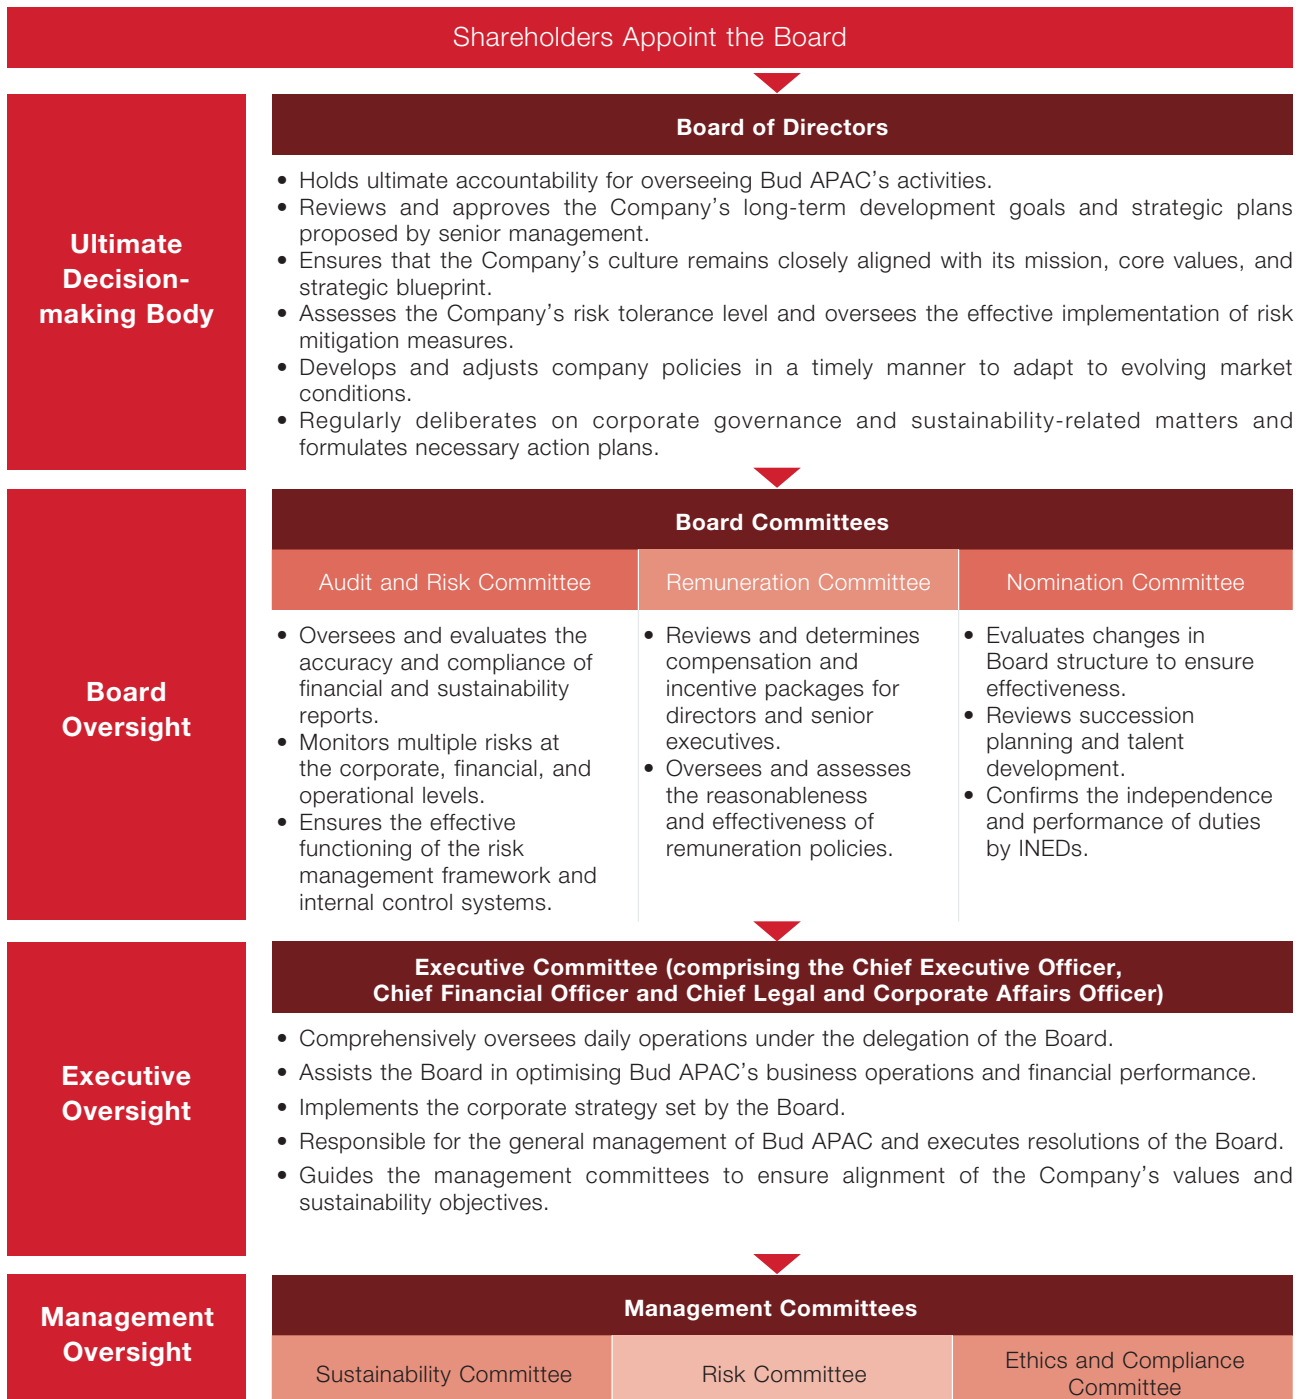 Shareholders Appoint the Board
Ultimate
Decision-
making Body
Board of Directors
• Holds ultimate accountability for overseeing Bud APAC's activities.
• Reviews and approves the Company's long-term development goals and strategic plans
proposed by senior management.
• Ensures that the Company's culture remains closely aligned with its mission, core values, and
strategic blueprint.
• Assesses the Company's risk tolerance level and oversees the effective implementation of risk
mitigation measures.
• Develops and adjusts company policies in a timely manner to adapt to evolving market
conditions.
• Regularly deliberates on corporate governance and sustainability-related matters and
formulates necessary action plans.
Board
Oversight
Board Committees
Audit and Risk Committee
• Oversees and evaluates the
accuracy and compliance of
financial and sustainability
reports.
• Monitors multiple risks at
the corporate, financial, and
operational levels.
• Ensures the effective
functioning of the risk
management framework and
internal control systems.
Remuneration Committee
• Reviews and determines
compensation and
incentive packages for
directors and senior
executives.
• Oversees and assesses
the reasonableness
and effectiveness of
remuneration policies.
Nomination Committee
• Evaluates changes in
Board structure to ensure
effectiveness.
• Reviews succession
planning and talent
development.
• Confirms the independence
and performance of duties
by INEDs.
Executive
Oversight
Executive Committee (comprising the Chief Executive Officer,
Chief Financial Officer and Chief Legal and Corporate Affairs Officer)
• Comprehensively oversees daily operations under the delegation of the Board.
• Assists the Board in optimising Bud APAC's business operations and financial performance.
• Implements the corporate strategy set by the Board.
• Responsible for the general management of Bud APAC and executes resolutions of the Board.
• Guides the management committees to ensure alignment of the Company's values and
sustainability objectives.
Management
Oversight
Management Committees
Sustainability Committee
Risk Committee
Ethics and Compliance
Committee